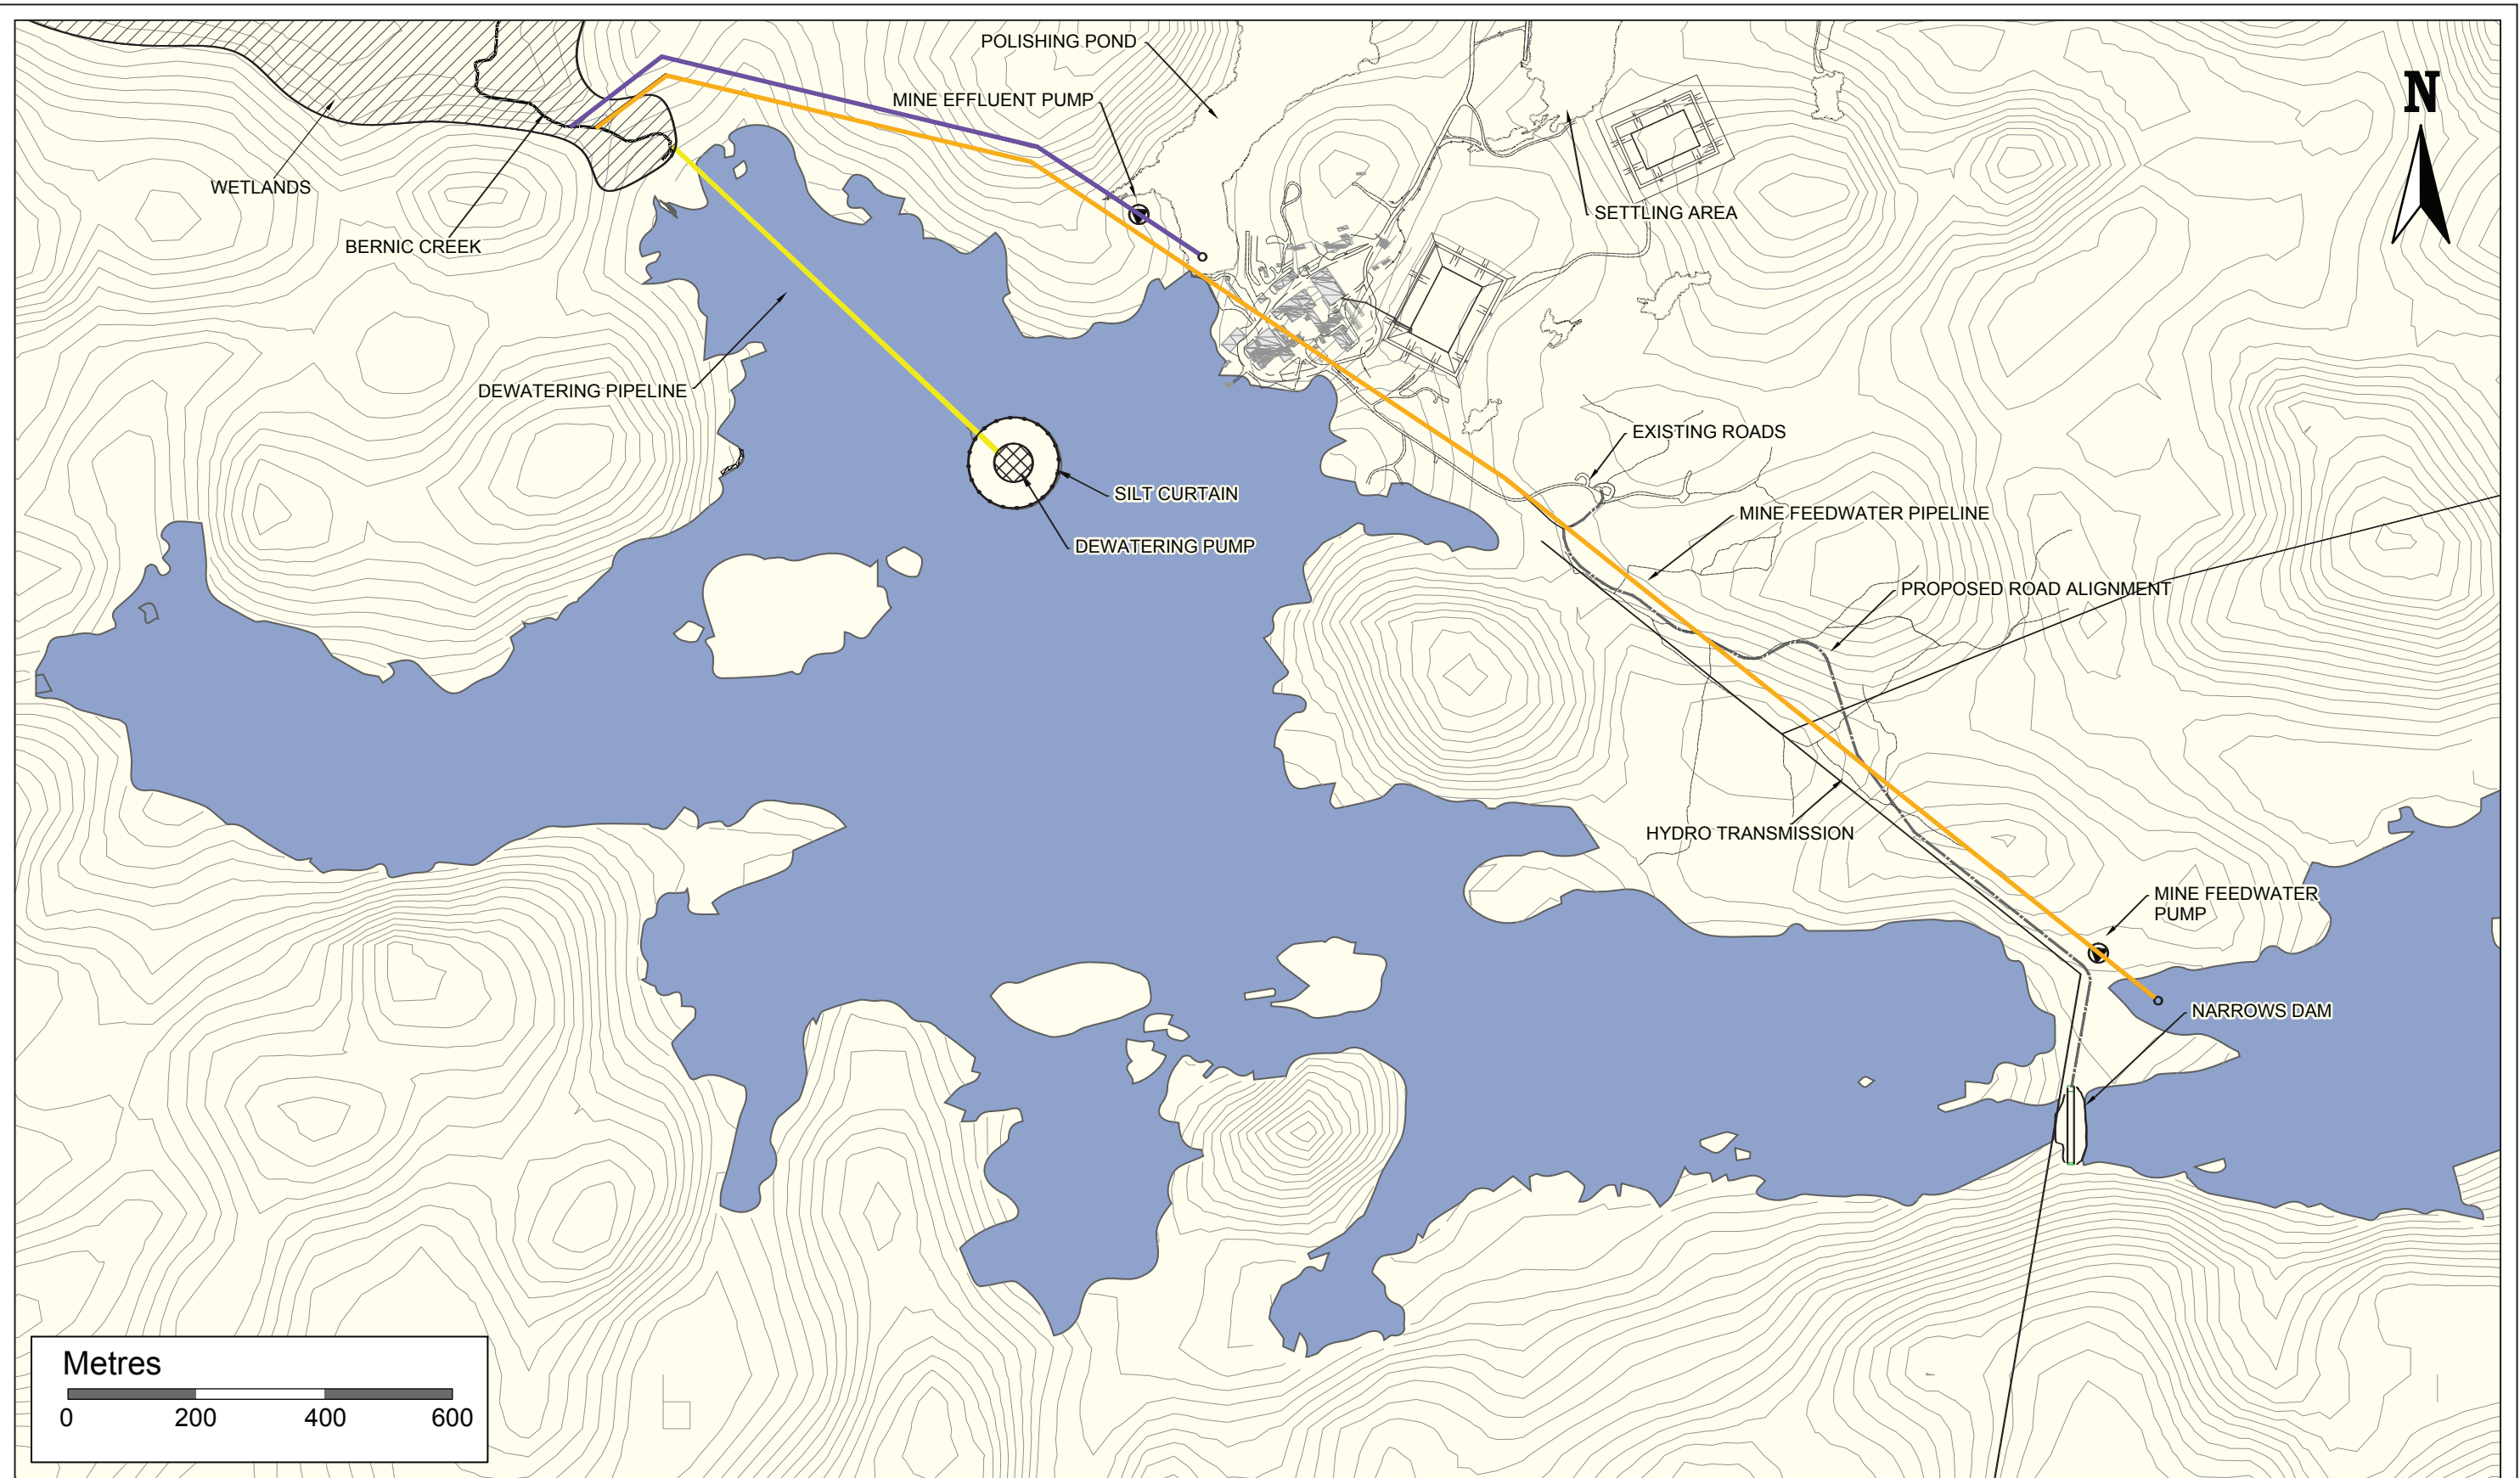 POLISHING POND
N
MINE EFFLUENT PUMP
WETLANDS
SETTLING AREA
BERNIC CREEK
DEWATERING PIPELINE
EXISTING ROADS
SILT CURTAIN
MINE FEEDWATER PIPELINE
DEWATERING PUMP
PROPOSED ROAD ALIGNMENT
HYDRO TRANSMISSION
MINE FEEDWATER
PUMP
NARROWS DAM
Metres
0 200 400 600